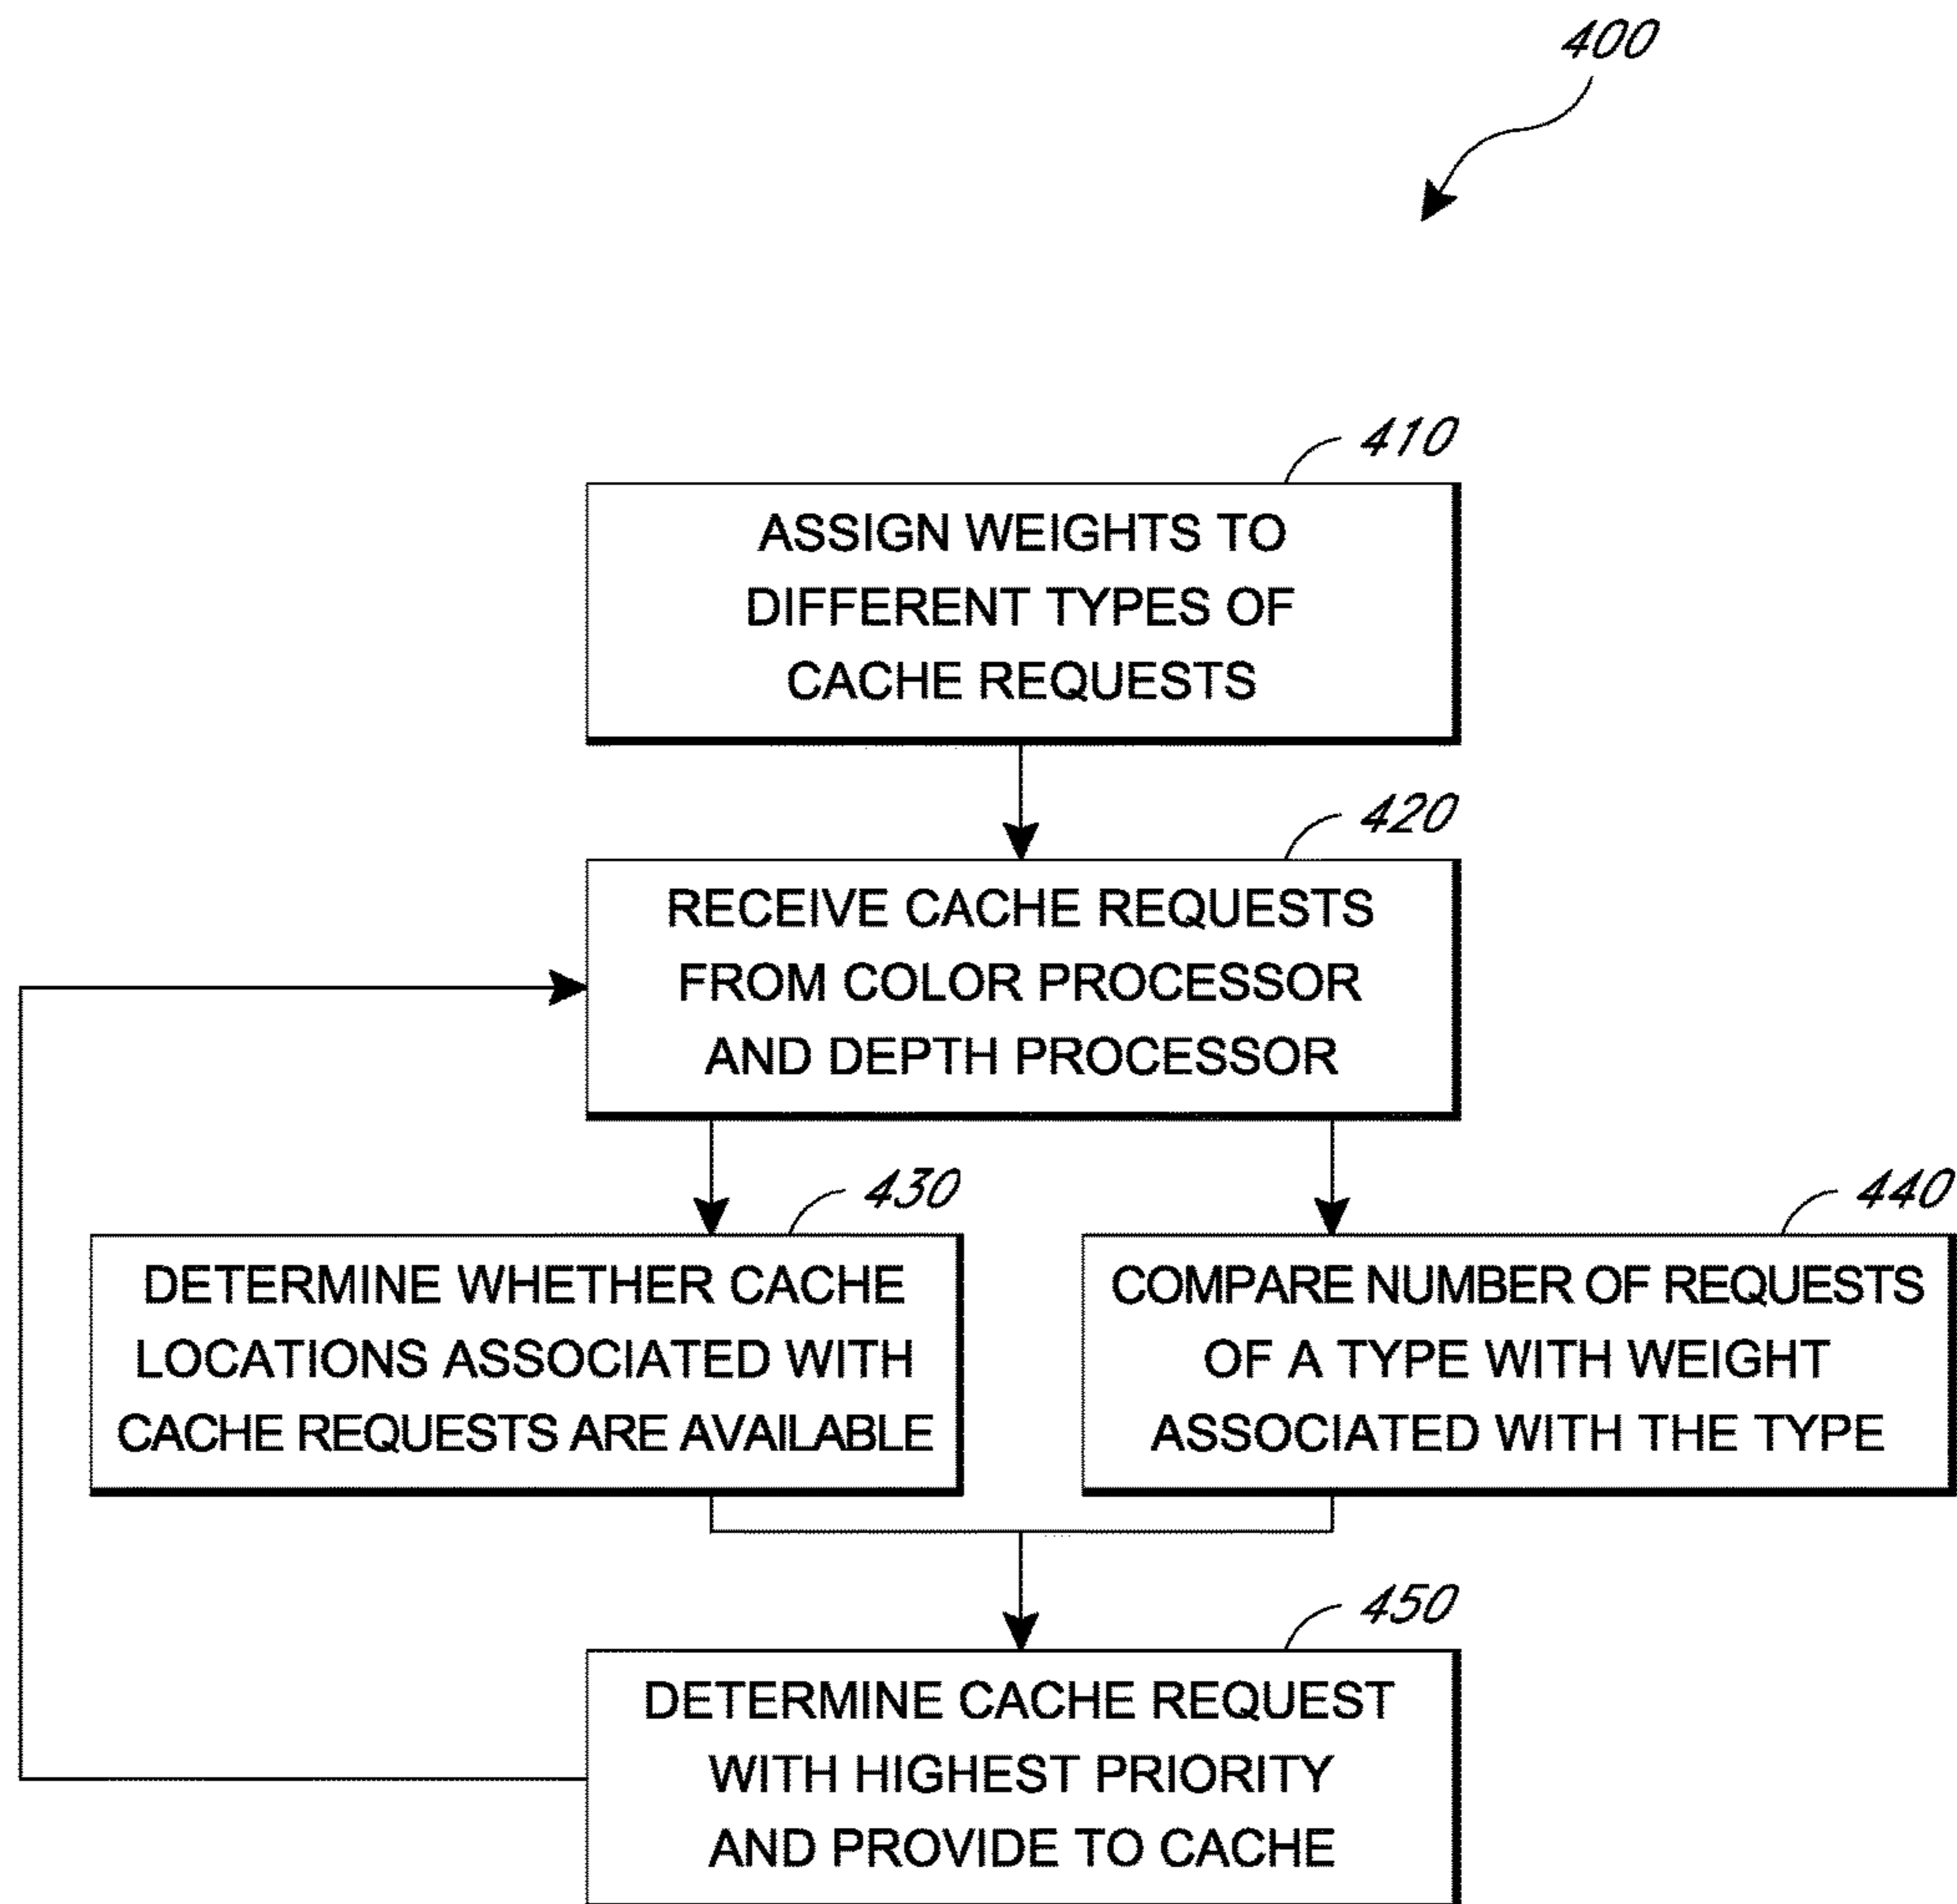 400
410
ASSIGN WEIGHTS TO
DIFFERENT TYPES OF
CACHE REQUESTS
420
RECEIVE CACHE REQUESTS
FROM COLOR PROCESSOR
AND DEPTH PROCESSOR
430
DETERMINE WHETHER CACHE
LOCATIONS ASSOCIATED WITH
CACHE REQUESTS ARE AVAILABLE
440
COMPARE NUMBER OF REQUESTS
OF A TYPE WITH WEIGHT
ASSOCIATED WITH THE TYPE
450
DETERMINE CACHE REQUEST
WITH HIGHEST PRIORITY
AND PROVIDE TO CACHE